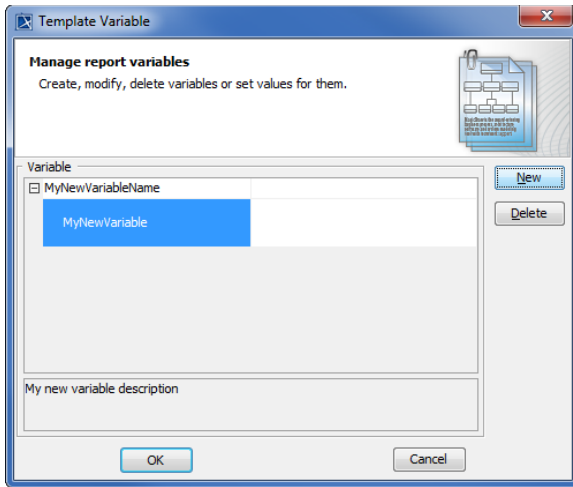 Template Variable
Manage report variables
Create, modify, delete variables or set values for them.
Variable
MyNewVariableName
MyNewVariable
New
Delete
My new variable description
OK
Cancel